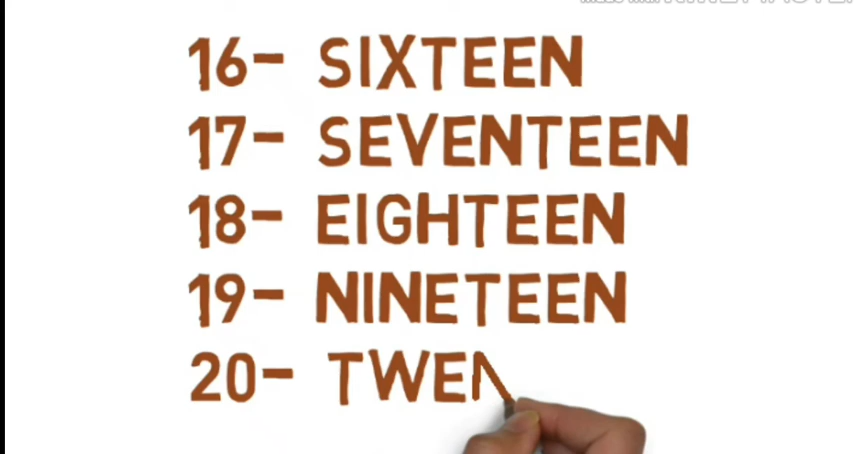 16- SIXTEEN
17- SEVENTEEN
18- EIGHTEEN
19- NINETEEN
20- TWEN